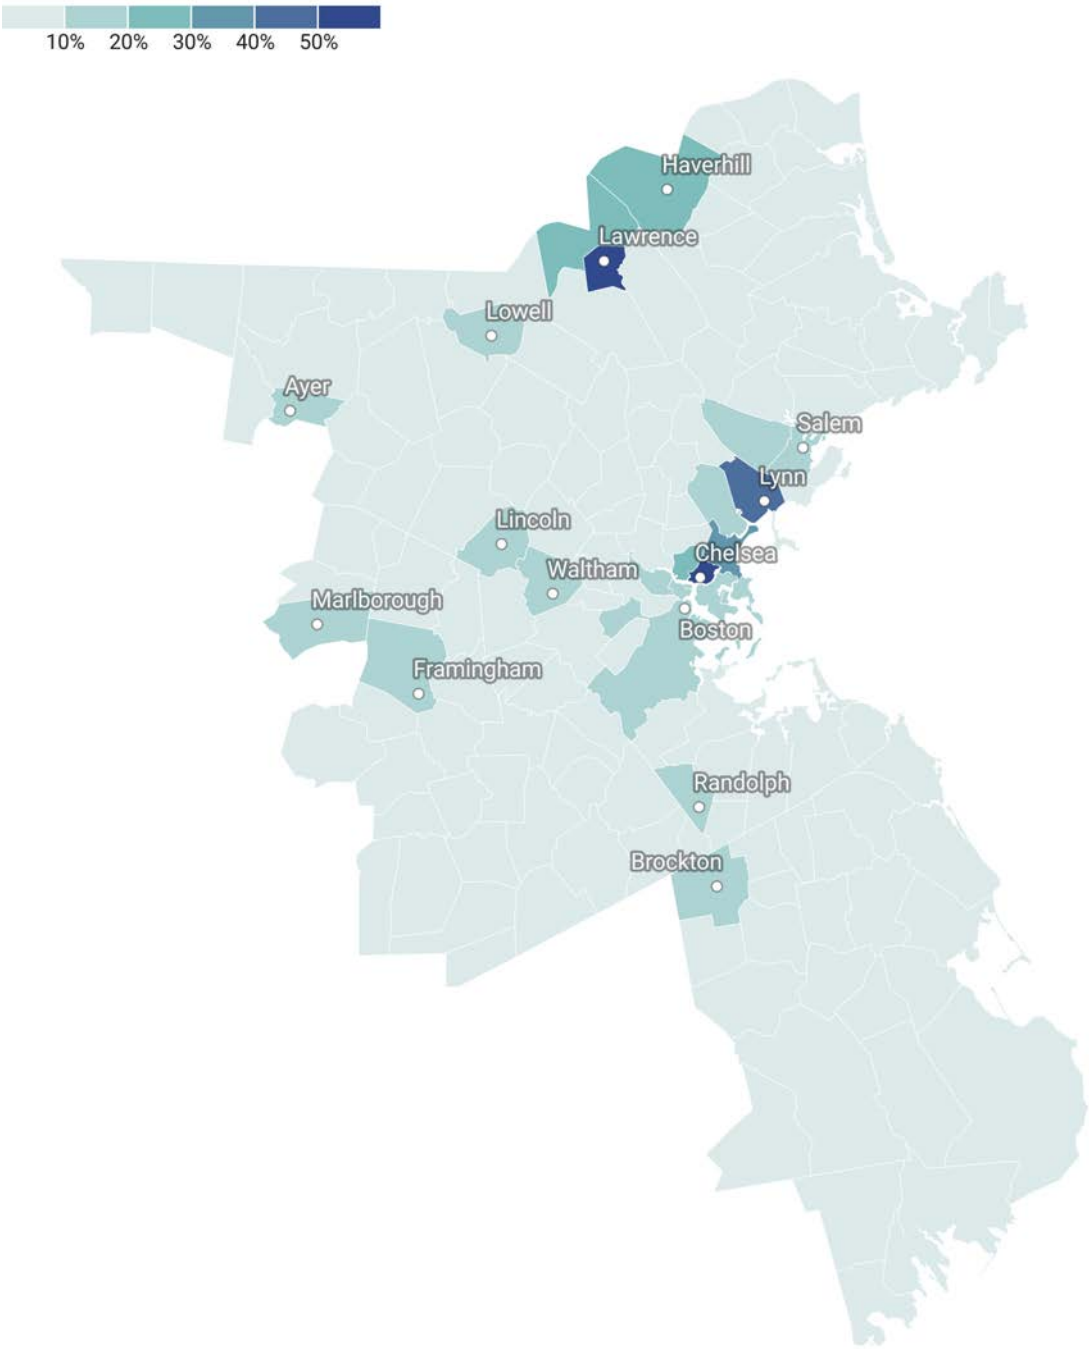 10% 20% 30% 40% 50%
Haverhill
Lawrence
Lowell
Ayer
Salem
Lynn
Lincoln
Chelsea
Waltham
Marlborough
Boston
Framingham
Randolph
Brockton